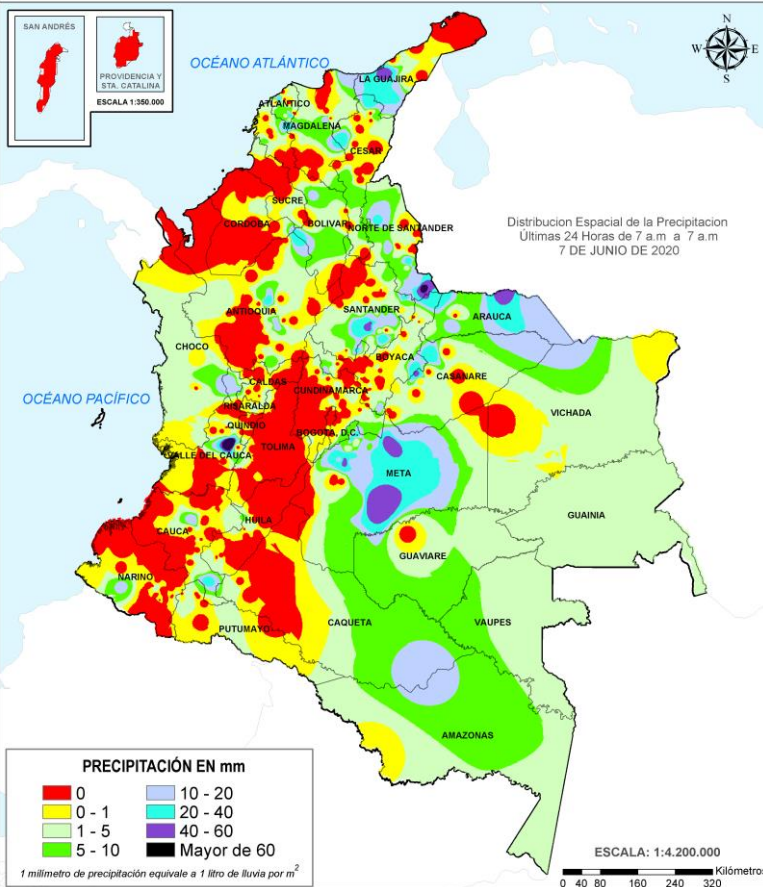 SAN ANDRÉS
PROVIDENCIA Y
STA. CATALINA
ESCALA 1:350.000
OCÉANO ATLÁNTICO
N
W
E
S
LA GUAJIRA
ATLÁNTICO
MAGDALENA
CESAR
SUCRE
CORDOBA
BOLIVAR
NORTE DE SANTANDER
Distribucion Espacial de la Precipitacion
Últimas 24 Horas de 7 a.m a 7 a.m
7 DE JUNIO DE 2020
ANTIOQUIA
SANTANDER
ARAUCA
CHOCO
BOYACA
CALDAS
CUNDINAMARCA
CASANARE
OCÉANO PACÍFICO
RISARALDA
VICHADA
QUINDIO
BOGOTA, D.C.
TOLIMA
VALLE DEL CAUCA
META
GUAINIA
CAUCA
HUILA
GUAVIARE
NARIÑO
CAQUETA
VAUPES
PUTUMAYO
AMAZONAS
PRECIPITACIÓN EN mm
0
10 - 20
0 - 1
20 - 40
1 - 5
40 - 60
5 - 10
Mayor de 60
1 milímetro de precipitación equivale a 1 litro de lluvia por m²
ESCALA: 1:4.200.000
Kilómetros
0 40 80 160 240 320